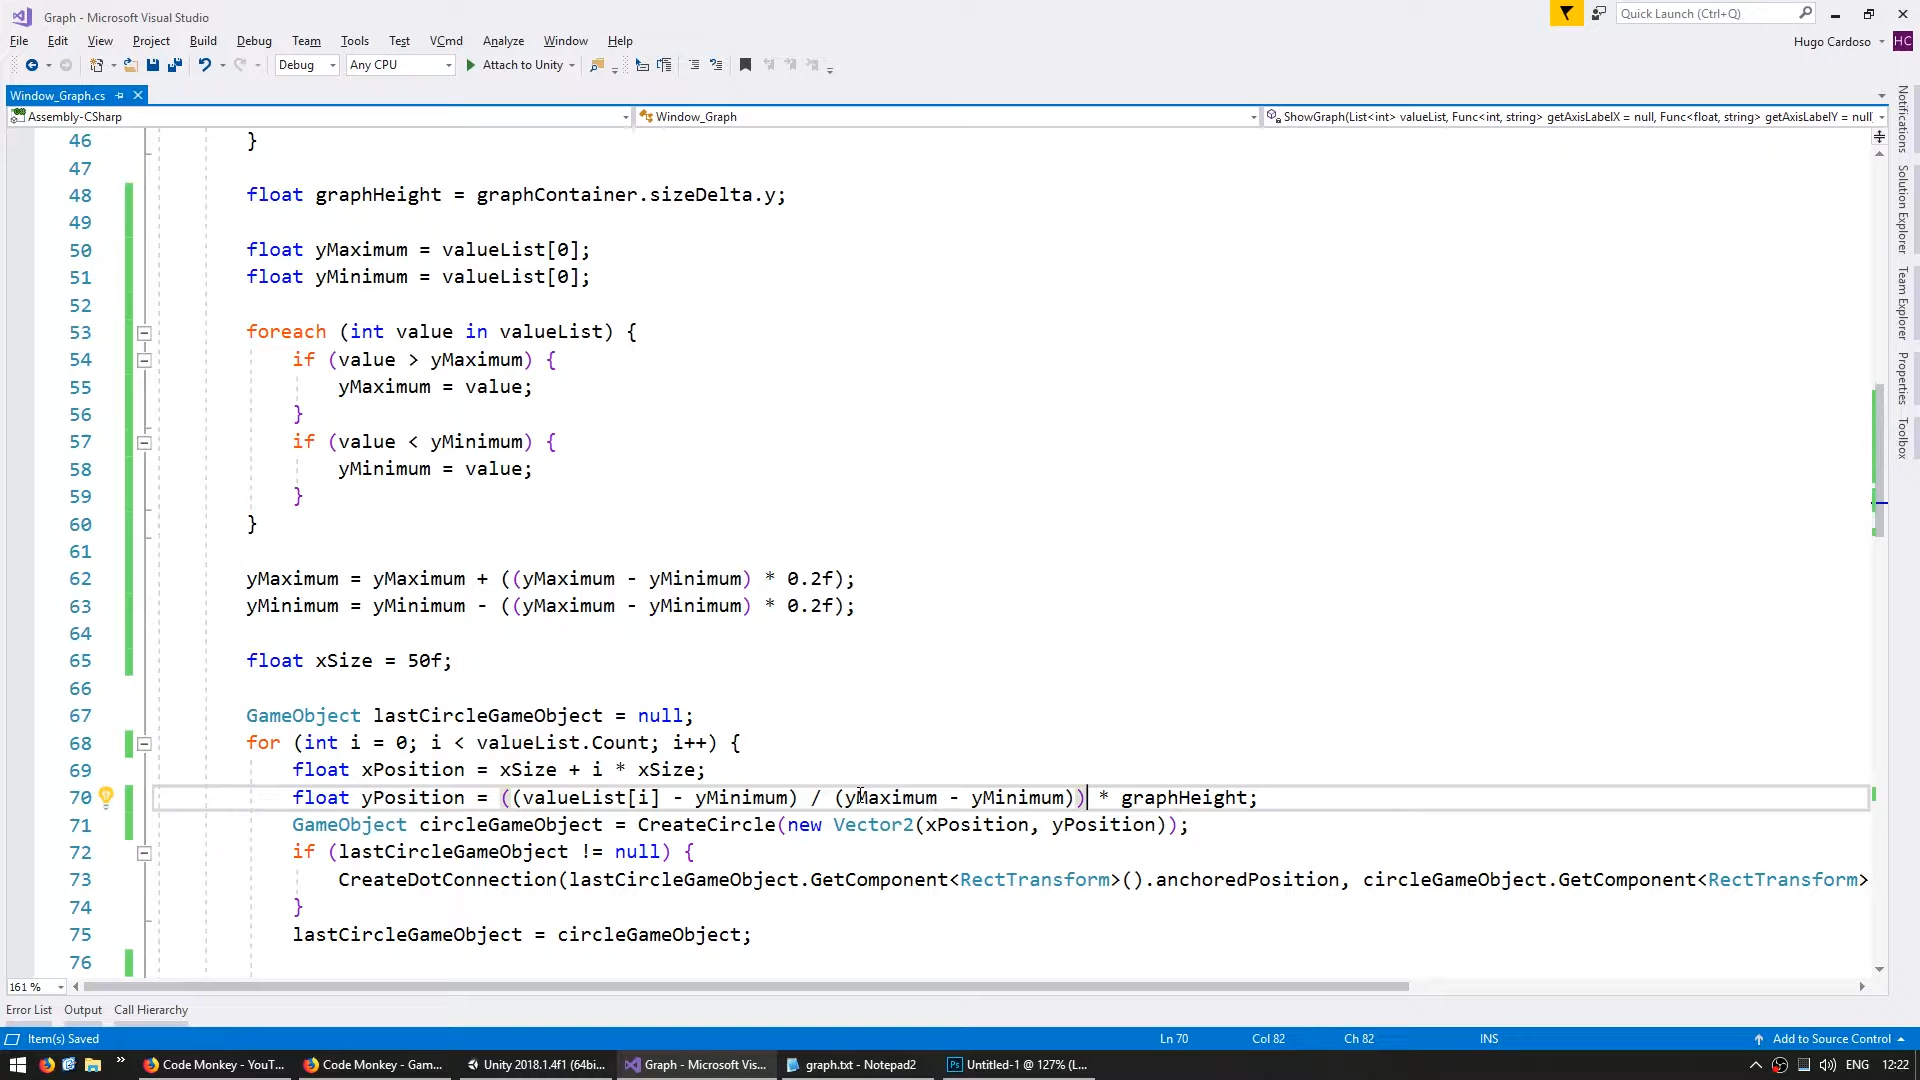 Graph - Microsoft Visual Studio
Quick Launch (Ctrl+Q)
File Edit View Project Build Debug Team Tools Test VCmd Analyze Window Help
Hugo Cardoso HC
Debug Any CPU Attach to Unity
Window_Graph.cs
Assembly-CSharp Window_Graph ShowGraph(List<int> valueList, Func<int, string> getAxisLabelX = null, Func<float, string> getAxisLabelY = null
46 }
47
48 float graphHeight = graphContainer.sizeDelta.y;
49
50 float yMaximum = valueList[0];
51 float yMinimum = valueList[0];
52
53 foreach (int value in valueList) {
54 if (value > yMaximum) {
55 yMaximum = value;
56 }
57 if (value < yMinimum) {
58 yMinimum = value;
59 }
60 }
61
62 yMaximum = yMaximum + ((yMaximum - yMinimum) * 0.2f);
63 yMinimum = yMinimum - ((yMaximum - yMinimum) * 0.2f);
64
65 float xSize = 50f;
66
67 GameObject lastCircleGameObject = null;
68 for (int i = 0; i < valueList.Count; i++) {
69 float xPosition = xSize + i * xSize;
70 float yPosition = ((valueList[i] - yMinimum) / (yMaximum - yMinimum)) * graphHeight;
71 GameObject circleGameObject = CreateCircle(new Vector2(xPosition, yPosition));
72 if (lastCircleGameObject != null) {
73 CreateDotConnection(lastCircleGameObject.GetComponent<RectTransform>().anchoredPosition, circleGameObject.GetComponent<RectTransform>
74 }
75 lastCircleGameObject = circleGameObject;
76
Notifications
Solution Explorer
Team Explorer
Properties
Toolbox
161 %
Error List Output Call Hierarchy
Item(s) Saved Ln 70 Col 82 Ch 82 INS Add to Source Control
Code Monkey - YouT... Code Monkey - Gam... Unity 2018.1.4f1 (64bi... Graph - Microsoft Vis... graph.txt - Notepad2 Untitled-1 @ 127% (L... ENG 12:22